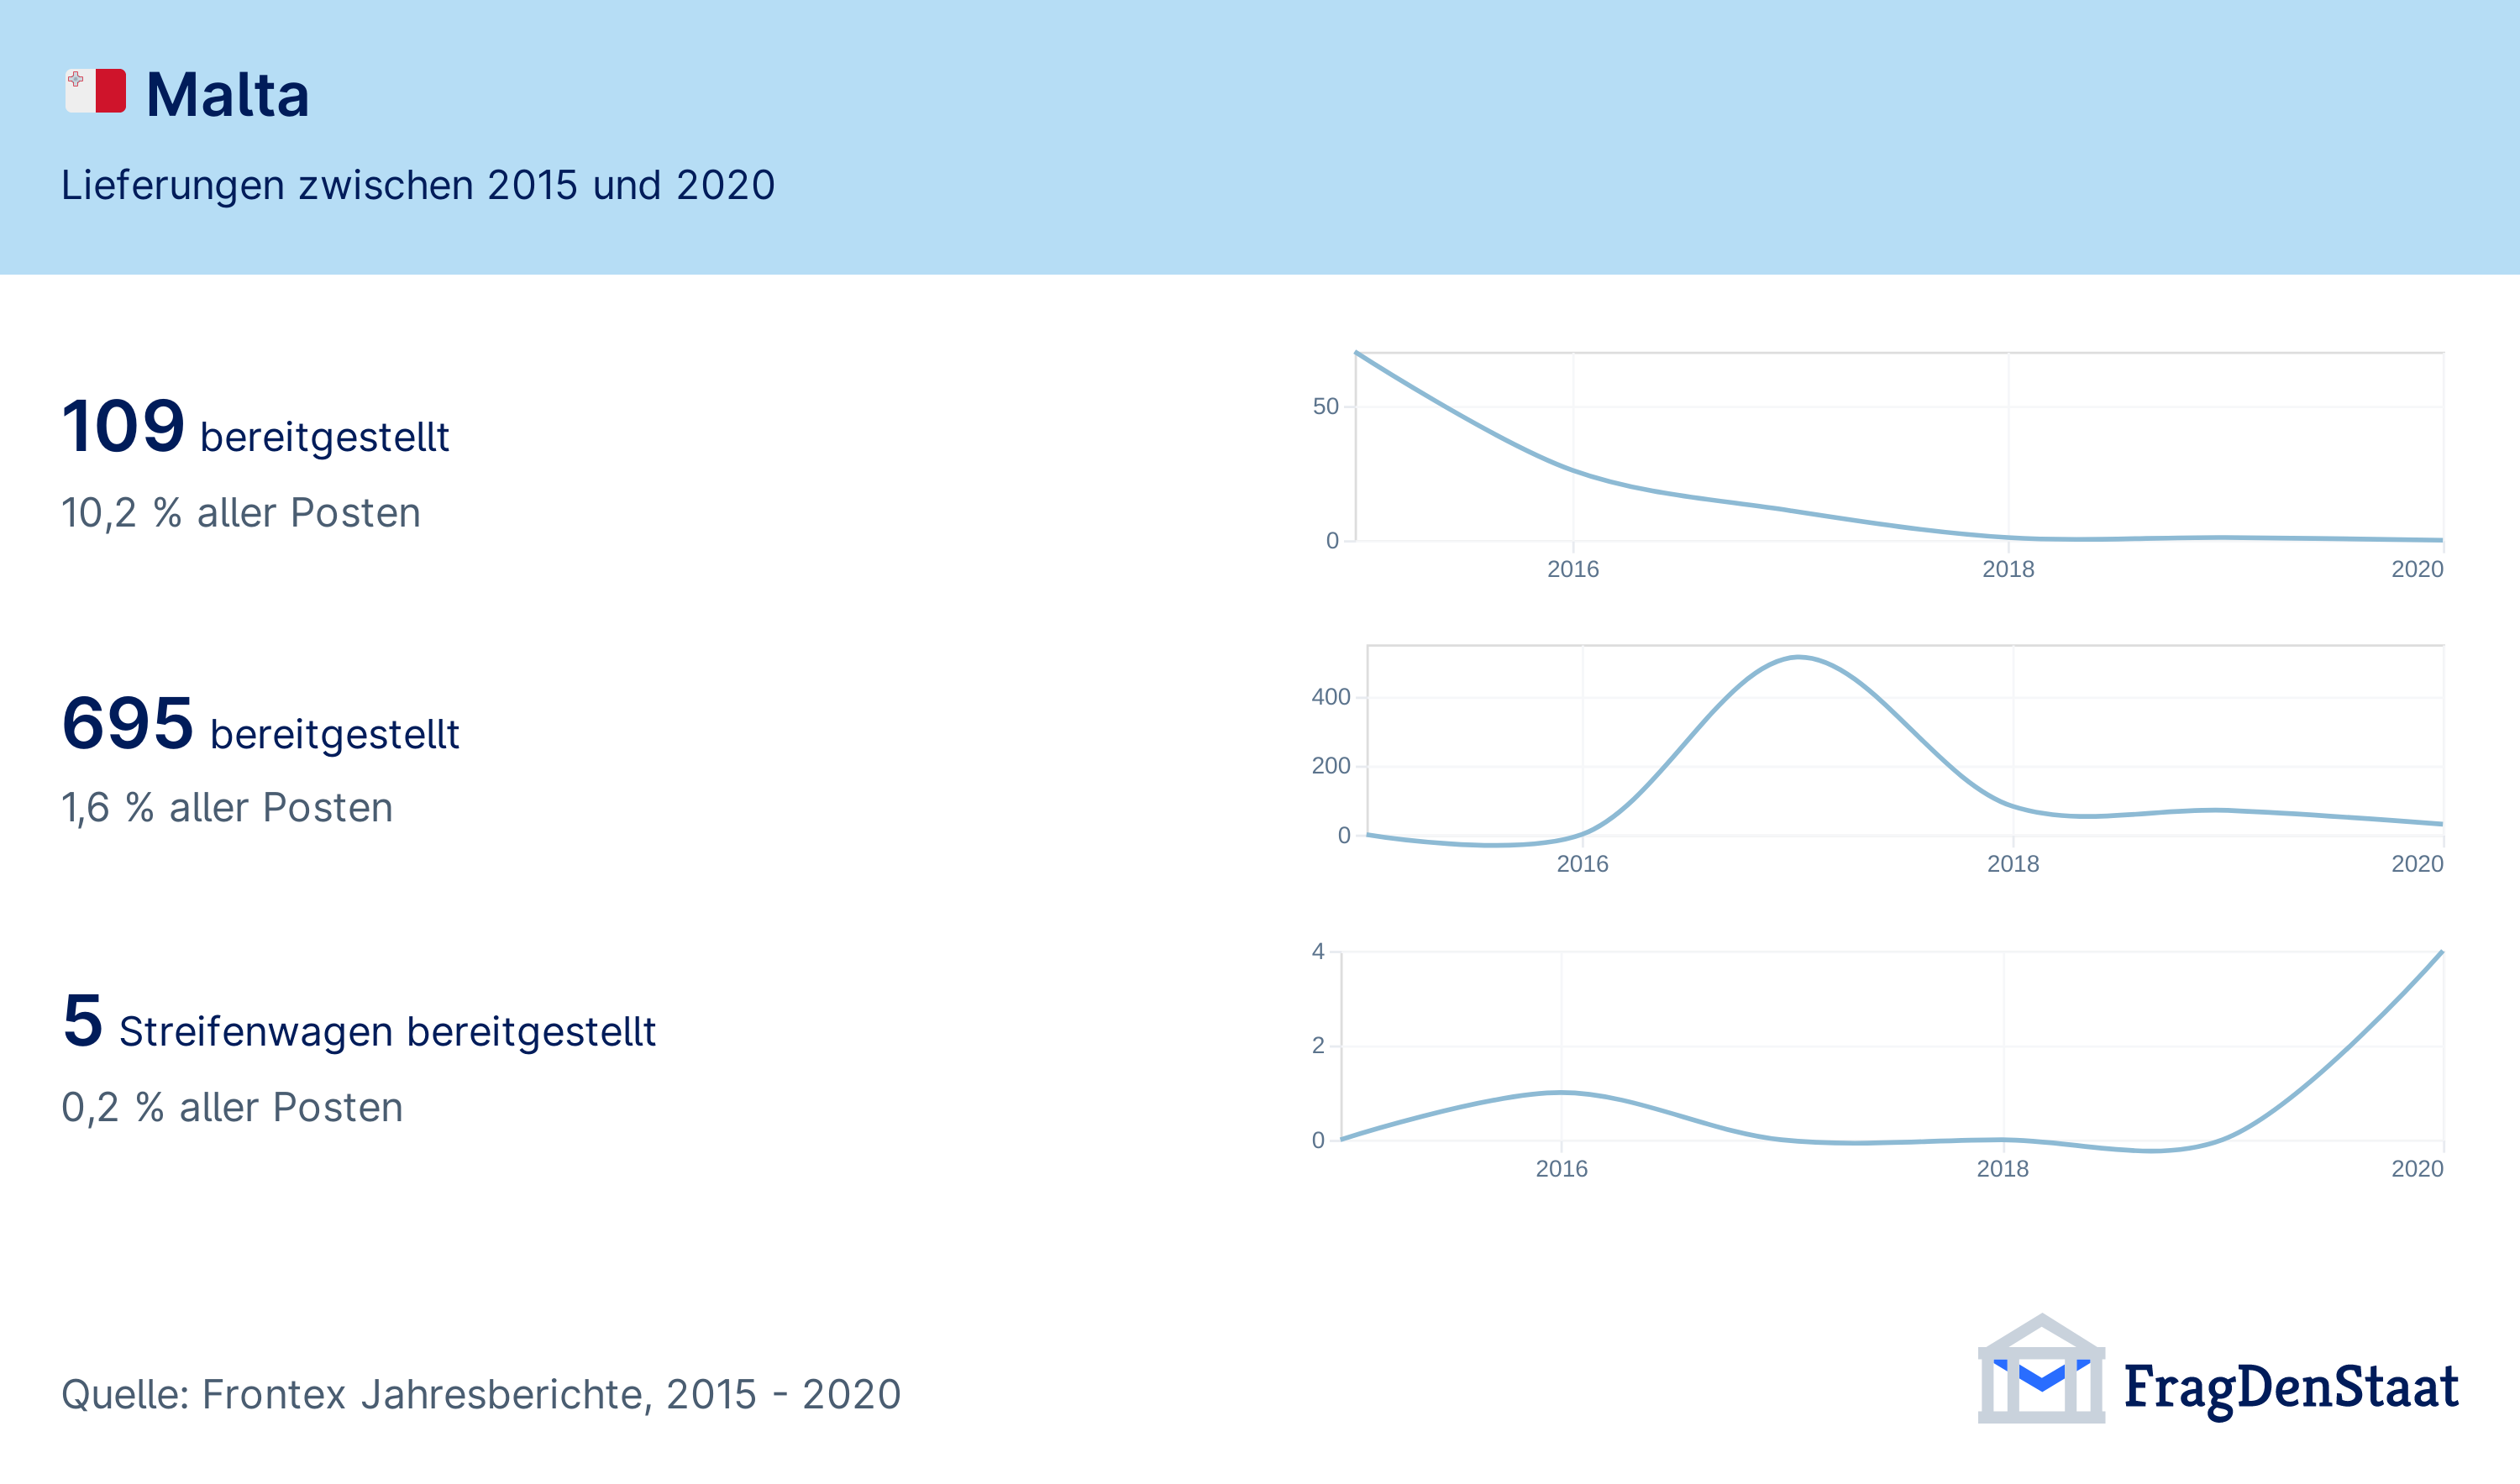 Malta
Lieferungen zwischen 2015 und 2020
109 bereitgestellt
10,2 % aller Posten
50
0
2016 2018 2020
695 bereitgestellt
1,6 % aller Posten
400
200
0
2016 2018 2020
5 Streifenwagen bereitgestellt
0,2 % aller Posten
4
2
0
2016 2018 2020
Quelle: Frontex Jahresberichte, 2015 - 2020
FragDenStaat